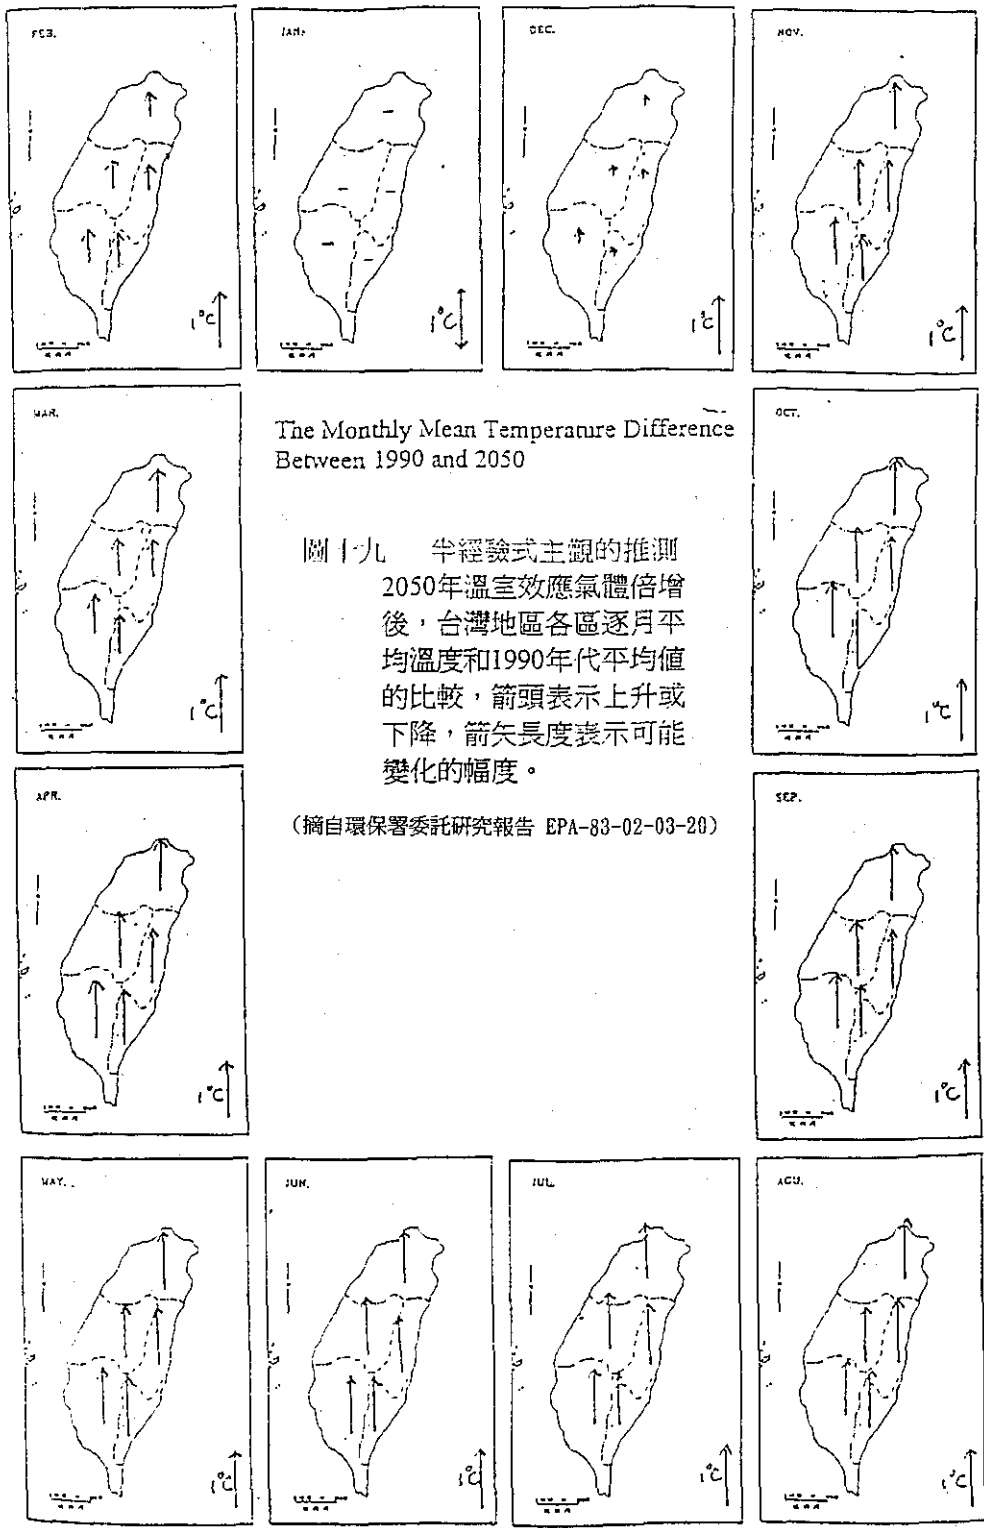 FEB.
JAN.
DEC.
NOV.
1°C
1°C
1°C
1°C
MAR.
The Monthly Mean Temperature Difference
Between 1990 and 2050
OCT.
圖十九 半經驗式主觀的推測
2050年溫室效應氣體倍增
後，台灣地區各區逐月平
均溫度和1990年代平均値
的比較，箭頭表示上升或
下降，箭矢長度表示可能
變化的幅度。
1°C
1°C
APR.
SEP.
（摘自環保署委託研究報告 EPA-83-02-03-20）
1°C
1°C
MAY.
JUN.
JUL.
AGU.
1°C
1°C
1°C
1°C